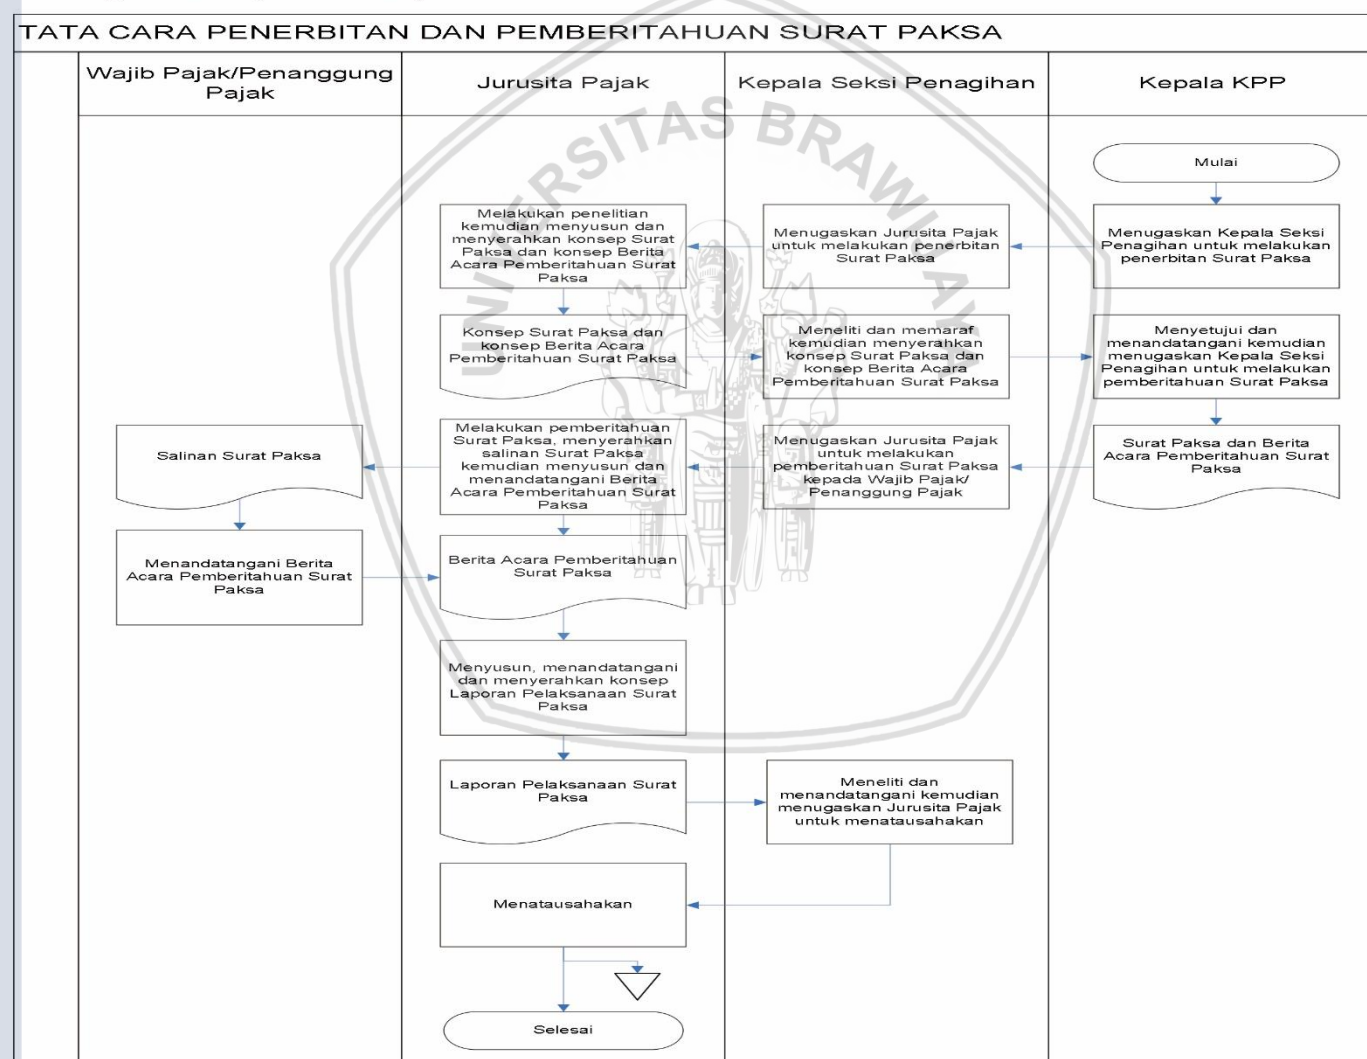 TATA CARA PENERBITAN DAN PEMBERITAHUAN SURAT PAKSA
Wajib Pajak/Penanggung
Pajak
Jurusita Pajak
Kepala Seksi Penagihan
Kepala KPP
UNIVERSITAS BRAWIJAYA
Mulai
Melakukan penelitian
kemudian menyusun dan
menyerahkan konsep Surat
Paksa dan konsep Berita
Acara Pemberitahuan Surat
Paksa
Menugaskan Jurusita Pajak
untuk melakukan penerbitan
Surat Paksa
Menugaskan Kepala Seksi
Penagihan untuk melakukan
penerbitan Surat Paksa
Konsep Surat Paksa dan
konsep Berita Acara
Pemberitahuan Surat Paksa
Meneliti dan memaraf
kemudian menyerahkan
konsep Surat Paksa dan
konsep Berita Acara
Pemberitahuan Surat Paksa
Menyetujui dan
menandatangani kemudian
menugaskan Kepala Seksi
Penagihan untuk melakukan
pemberitahuan Surat Paksa
Salinan Surat Paksa
Melakukan pemberitahuan
Surat Paksa, menyerahkan
salinan Surat Paksa
kemudian menyusun dan
menandatangani Berita
Acara Pemberitahuan Surat
Paksa
Menugaskan Jurusita Pajak
untuk melakukan
pemberitahuan Surat Paksa
kepada Wajib Pajak/
Penanggung Pajak
Surat Paksa dan Berita
Acara Pemberitahuan Surat
Paksa
Menandatangani Berita
Acara Pemberitahuan Surat
Paksa
Berita Acara Pemberitahuan
Surat Paksa
Menyusun, menandatangani
dan menyerahkan konsep
Laporan Pelaksanaan Surat
Paksa
Laporan Pelaksanaan Surat
Paksa
Meneliti dan
menandatangani kemudian
menugaskan Jurusita Pajak
untuk menatausahakan
Menatausahakan
Selesai